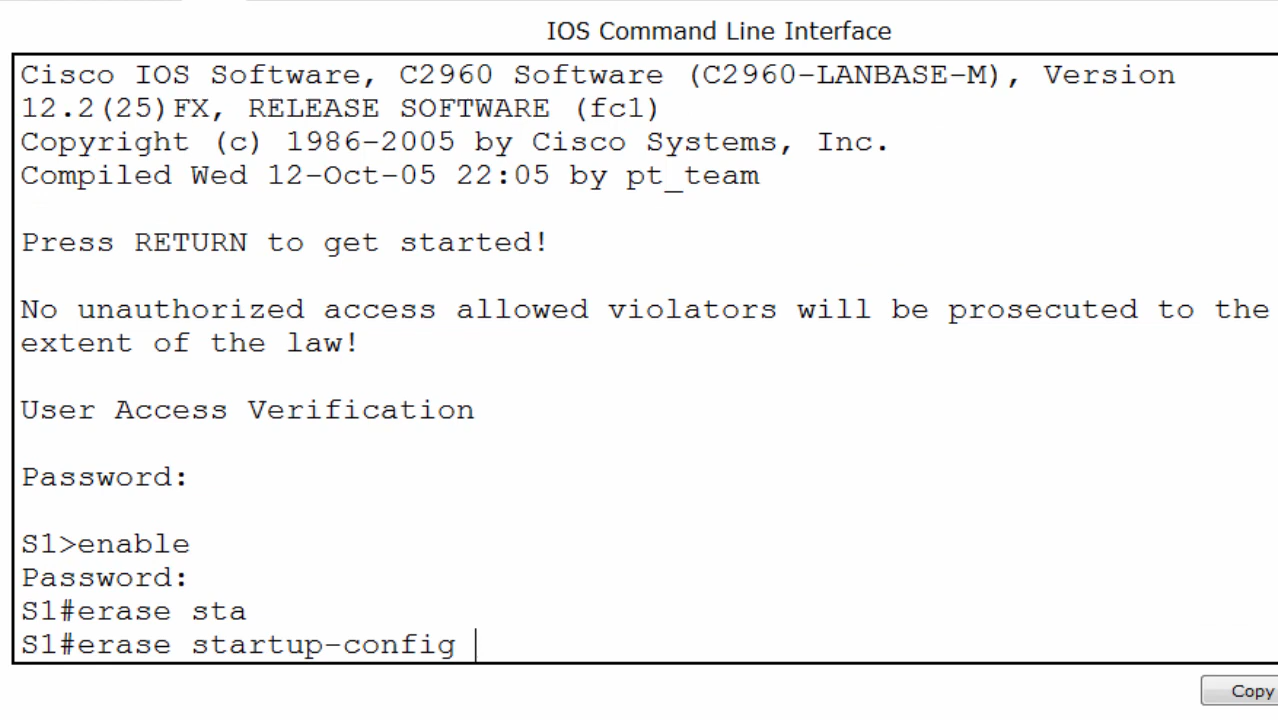 IOS Command Line Interface
Cisco IOS Software, C2960 Software (C2960-LANBASE-M), Version
12.2(25)FX, RELEASE SOFTWARE (fc1)
Copyright (c) 1986-2005 by Cisco Systems, Inc.
Compiled Wed 12-Oct-05 22:05 by pt_team
Press RETURN to get started!
No unauthorized access allowed violators will be prosecuted to the
extent of the law!
User Access Verification
Password:
S1>enable
Password:
S1#erase sta
S1#erase startup-config
Copy